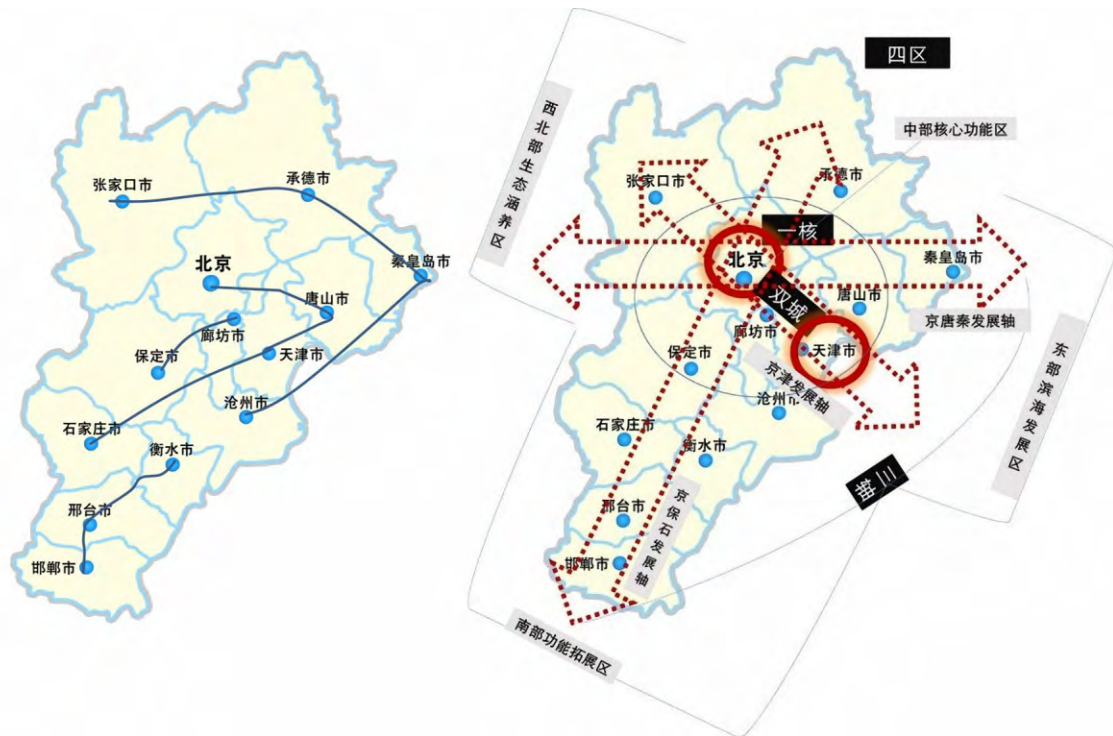 张家口市
承德市
北京
秦皇岛市
唐山市
廊坊市
保定市
天津市
沧州市
石家庄市
衡水市
邢台市
邯郸市
四区
西北部生态涵养区
中部核心功能区
张家口市
承德市
一核
北京
秦皇岛市
双城
唐山市
廊坊市
京唐秦发展轴
天津市
保定市
京津发展轴
东部滨海发展区
沧州市
石家庄市
衡水市
三轴
邢台市
京保石发展轴
邯郸市
南部功能拓展区